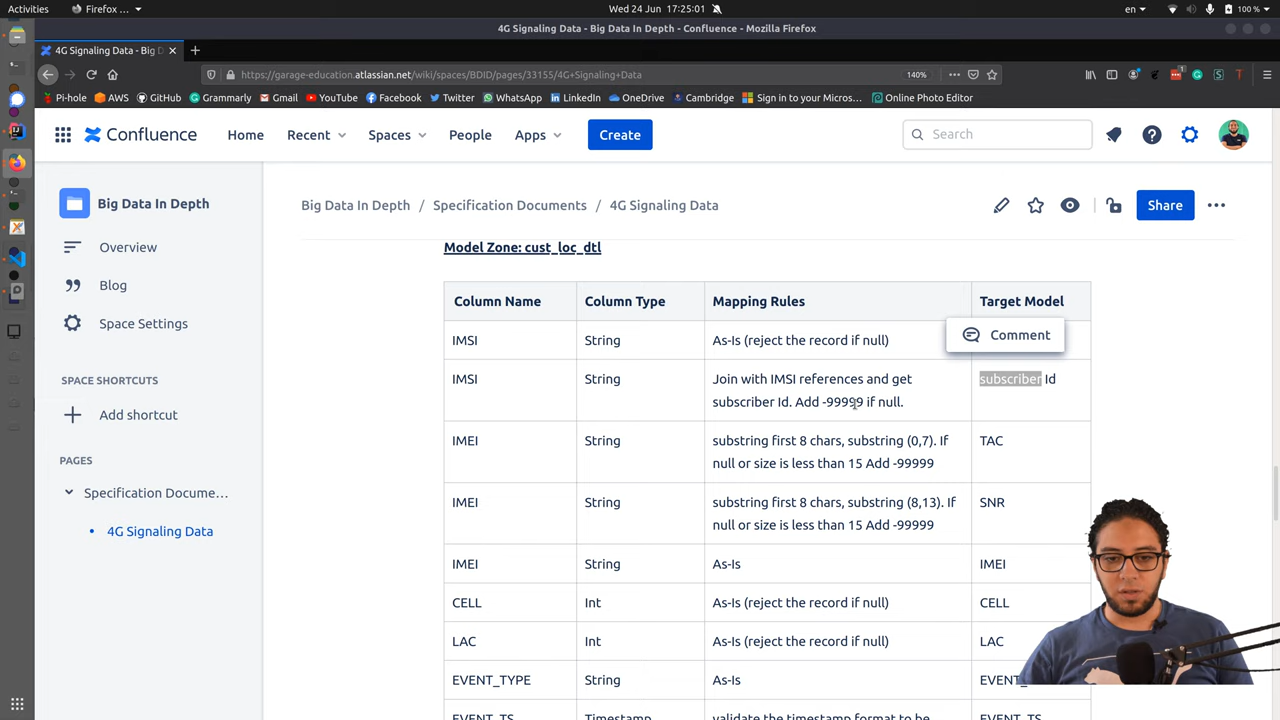 Activities
Firefox ...
Wed 24 Jun 17:25:01
en
100 %
4G Signaling Data - Big Data In Depth - Confluence - Mozilla Firefox
4G Signaling Data - Big D
https://garage-education.atlassian.net/wiki/spaces/BDID/pages/33155/4G+Signaling+Data
140%
Pi-hole
AWS
GitHub
Grammarly
Gmail
YouTube
Facebook
Twitter
WhatsApp
LinkedIn
OneDrive
Cambridge
Sign in to your Micros...
Online Photo Editor
Confluence
Home
Recent
Spaces
People
Apps
Create
Search
Big Data In Depth
Overview
Blog
Space Settings
SPACE SHORTCUTS
Add shortcut
PAGES
Specification Docume...
4G Signaling Data
Big Data In Depth / Specification Documents / 4G Signaling Data
Share
Model Zone: cust_loc_dtl
Column Name
Column Type
Mapping Rules
Target Model
IMSI
String
As-Is (reject the record if null)
Comment
IMSI
String
Join with IMSI references and get
subscriber Id. Add -99999 if null.
subscriber Id
IMEI
String
substring first 8 chars, substring (0,7). If
null or size is less than 15 Add -99999
TAC
IMEI
String
substring first 8 chars, substring (8,13). If
null or size is less than 15 Add -99999
SNR
IMEI
String
As-Is
IMEI
CELL
Int
As-Is (reject the record if null)
CELL
LAC
Int
As-Is (reject the record if null)
LAC
EVENT_TYPE
String
As-Is
EVENT_TS
Timestamp
validate the timestamp format to be